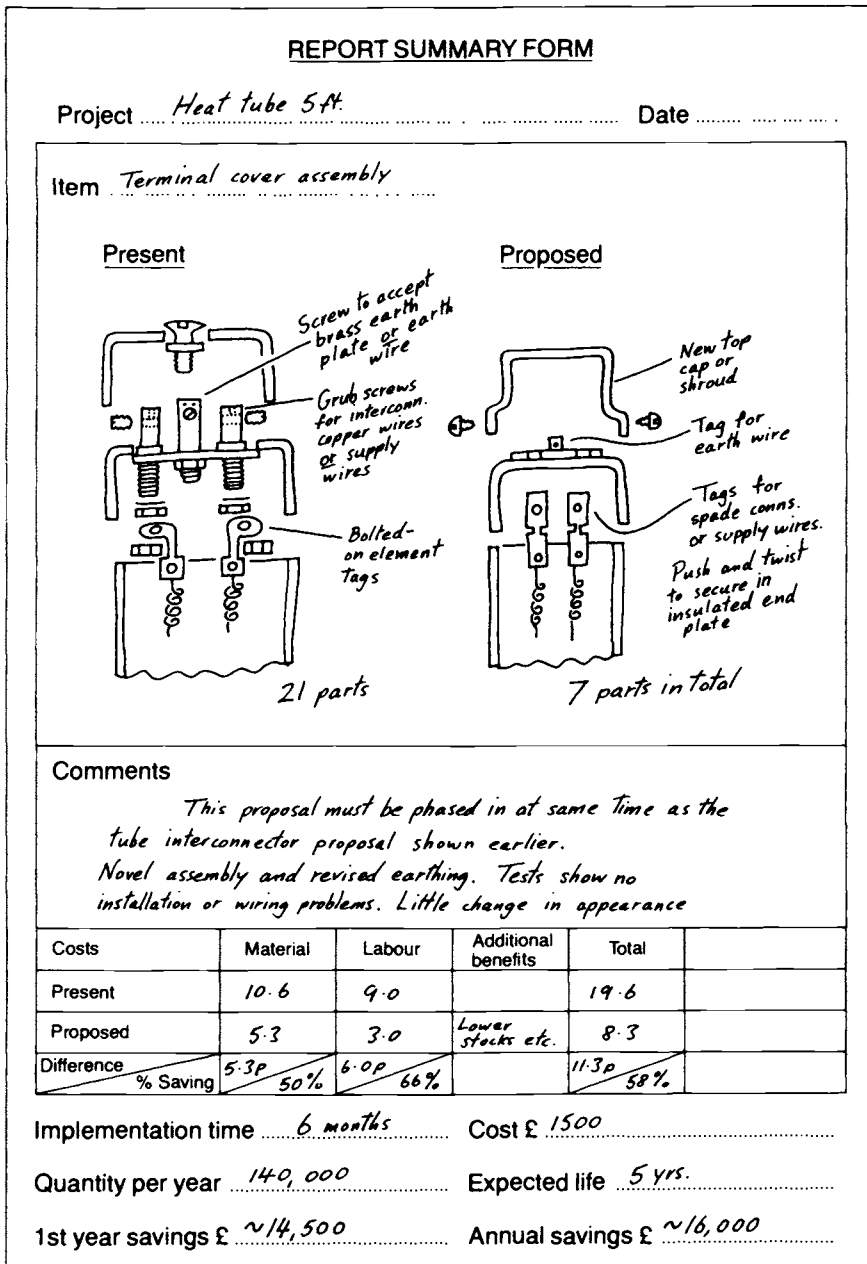 REPORT SUMMARY FORM
Project Heat tube 5 ft. Date
Item Terminal cover assembly
Present
Screw to accept
brass earth
plate or earth
wire
Grub screws
for interconn.
copper wires
or supply
wires
Bolted-
on element
Tags
21 parts
Proposed
New top
cap or
shroud
Tag for
earth wire
Tags for
spade conns.
or supply wires.
Push and twist
to secure in
insulated end
plate
7 parts in total
Comments
This proposal must be phased in at same time as the
tube interconnector proposal shown earlier.
Novel assembly and revised earthing. Tests show no
installation or wiring problems. Little change in appearance
Costs Material Labour Additional benefits Total
Present 10.6 9.0 19.6
Proposed 5.3 3.0 Lower stocks etc. 8.3
Difference % Saving 5.3p 50% 6.0p 66% 11.3p 58%
Implementation time 6 months Cost £ 1500
Quantity per year 140,000 Expected life 5 yrs.
1st year savings £ ~14,500 Annual savings £ ~16,000